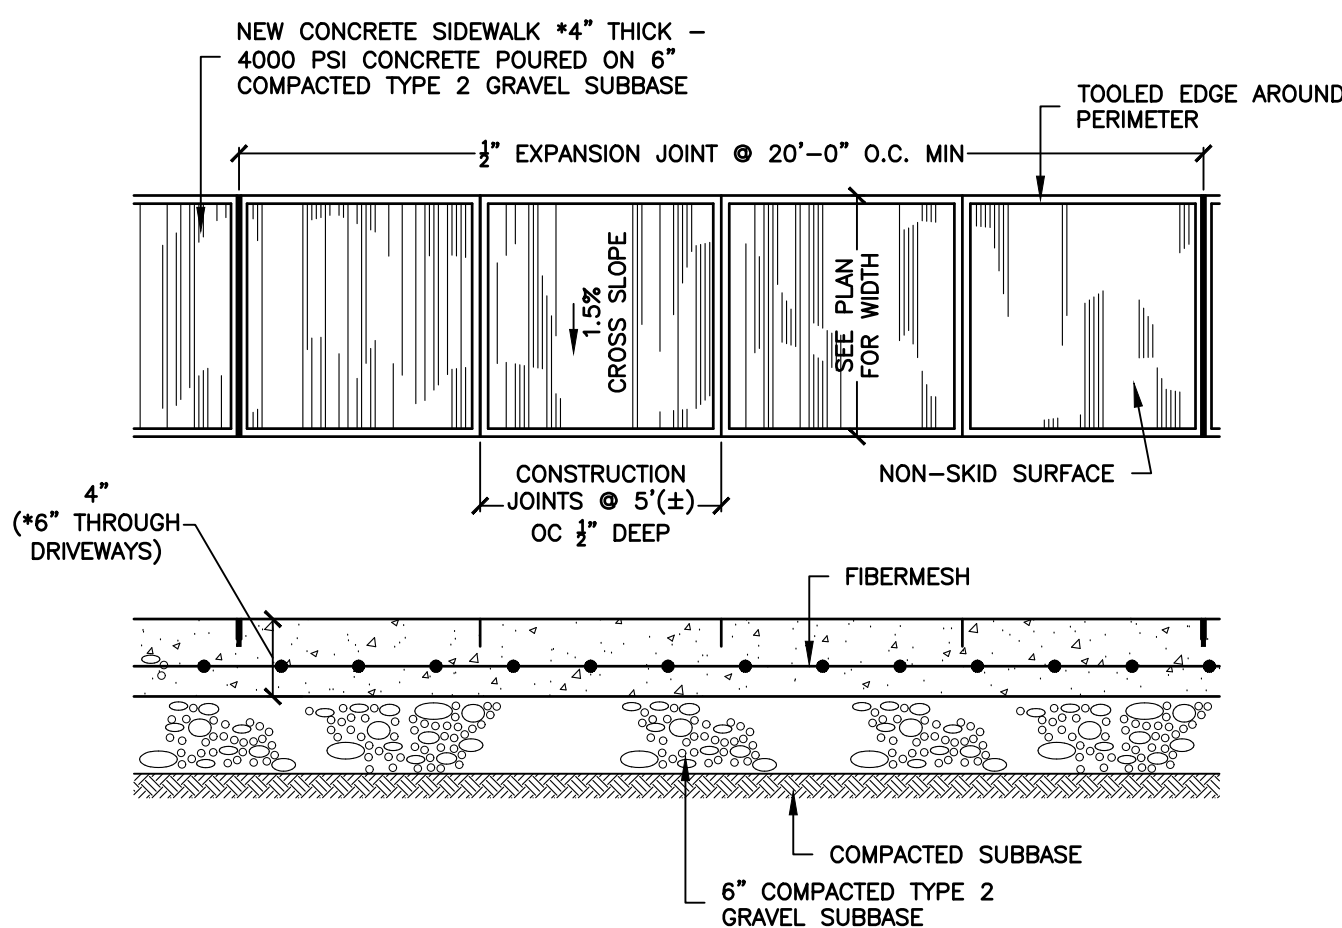 NEW CONCRETE SIDEWALK *4” THICK –
4000 PSI CONCRETE POURED ON 6”
COMPACTED TYPE 2 GRAVEL SUBBASE
TOOLED EDGE AROUND
PERIMETER
½” EXPANSION JOINT @ 20’-0” O.C. MIN
1.5%
CROSS SLOPE
SEE PLAN
FOR WIDTH
CONSTRUCTION
JOINTS @ 5’(±)
OC ½” DEEP
NON-SKID SURFACE
4”
(*6” THROUGH
DRIVEWAYS)
FIBERMESH
COMPACTED SUBBASE
6” COMPACTED TYPE 2
GRAVEL SUBBASE